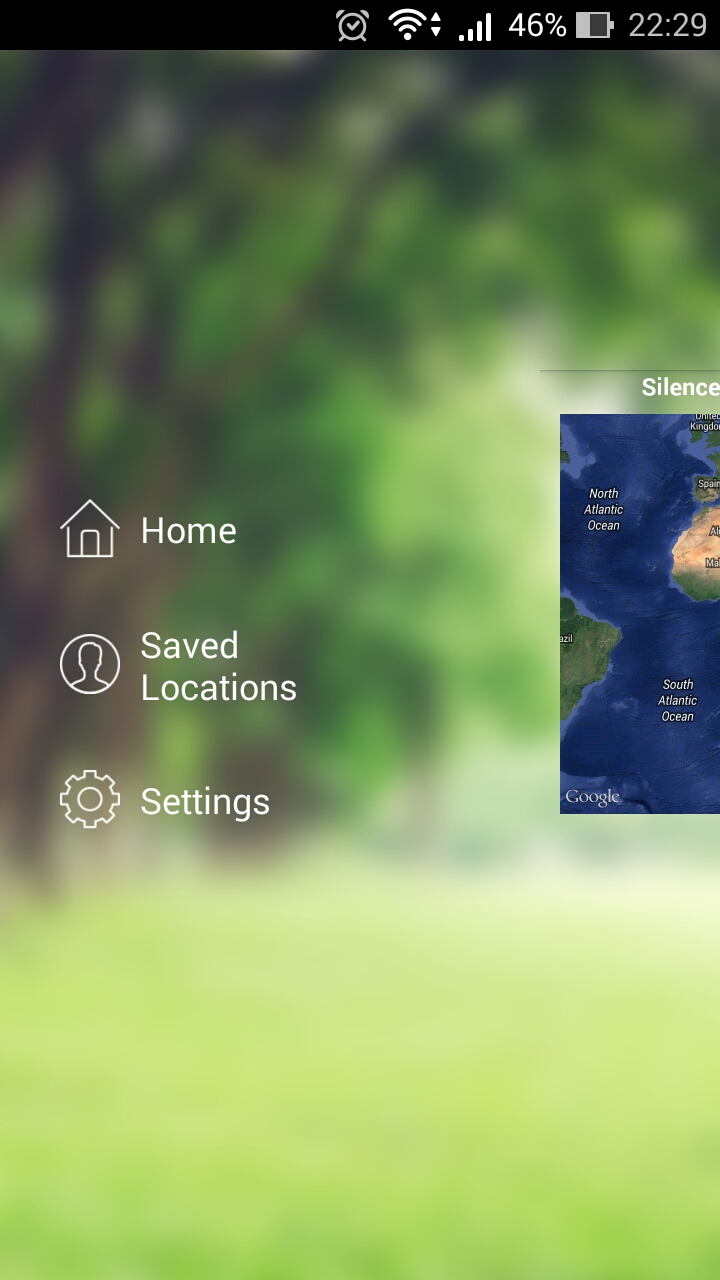 46% 22:29
Silence
United
Kingdo
North
Atlantic
Ocean
Spain
Al
Mal
azil
South
Atlantic
Ocean
Google
Home
Saved
Locations
Settings